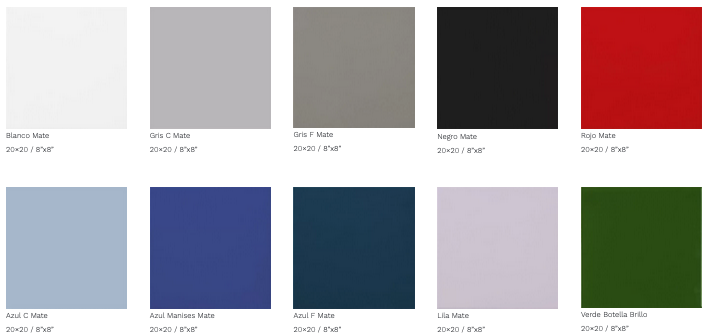 Blanco Mate
20×20 / 8"x8"
Gris C Mate
20×20 / 8"x8"
Gris F Mate
20×20 / 8"x8"
Negro Mate
20×20 / 8"x8"
Rojo Mate
20×20 / 8"x8"
Azul C Mate
20×20 / 8"x8"
Azul Manises Mate
20×20 / 8"x8"
Azul F Mate
20×20 / 8"x8"
Lila Mate
20×20 / 8"x8"
Verde Botella Brillo
20×20 / 8"x8"